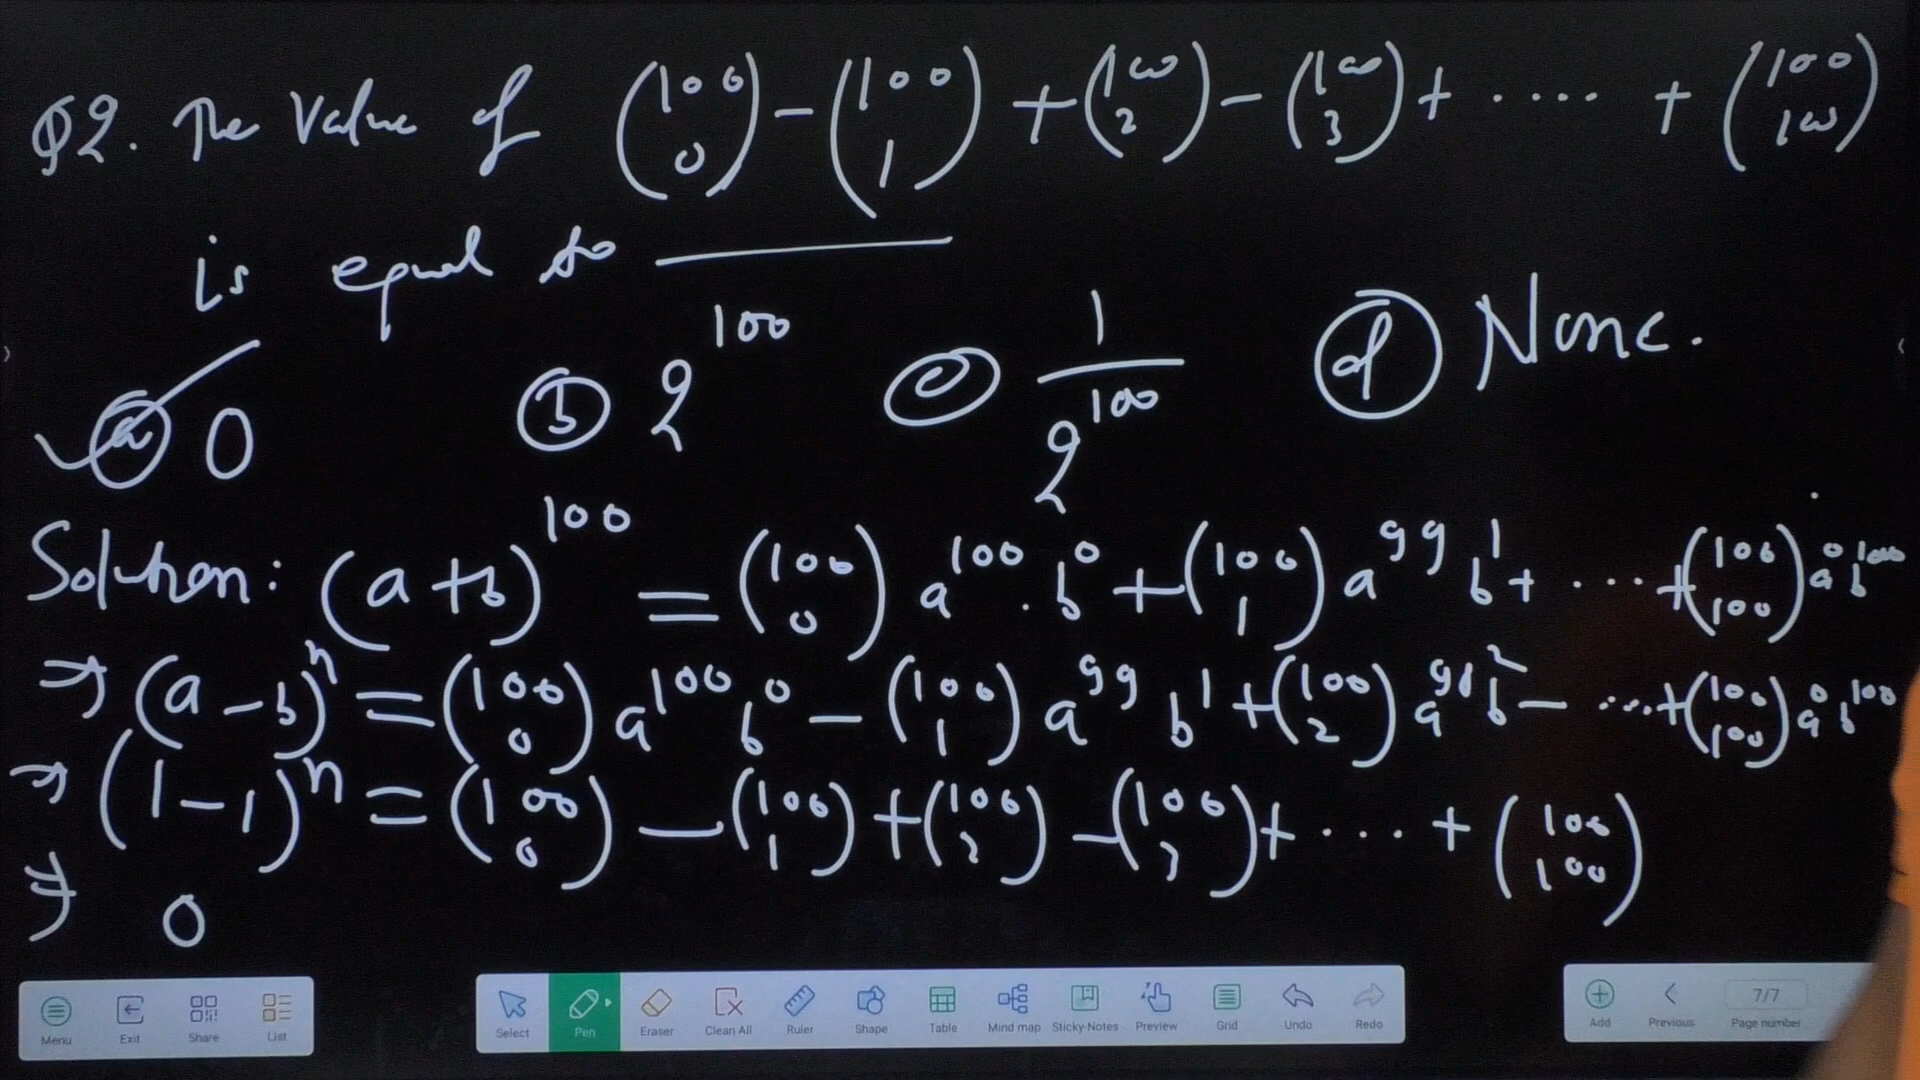 Q2. The value of (100 0) - (100 1) + (100 2) - (100 3) + ..... + (100 100)
is equal to ______
(a) 0 (b) 2^100 (c) 1/2^100 (d) None.
Solution: (a+b)^100 = (100 0) a^100 . b^0 + (100 1) a^99 b^1 + .... + (100 100) a^0 b^100
⇒ (a-b)^n = (100 0) a^100 b^0 - (100 1) a^99 b^1 + (100 2) a^98 b^2 - ....+ (100 100) a^0 b^100
⇒ (1-1)^n = (100 0) - (100 1) + (100 2) - (100 3) + .... + (100 100)
⇒ 0
Menu Exit Share List Select Pen Eraser Clean All Ruler Shape Table Mind map Sticky-Notes Preview Grid Undo Redo Add Previous 7/7 Page number